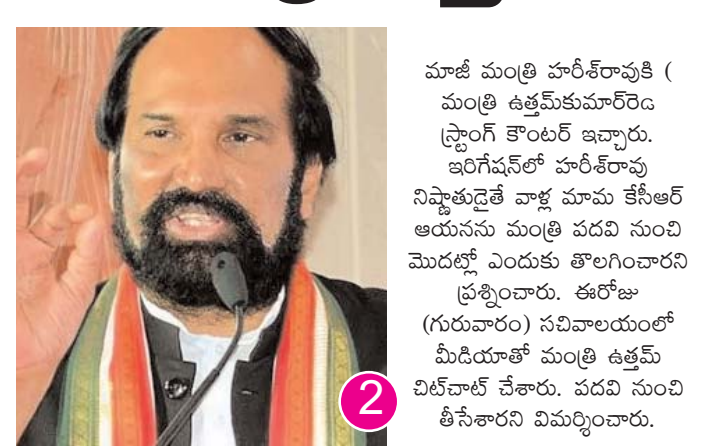 మాజీ మంత్రి హరీశ్‌రావుకి (
మంత్రి ఉత్తమ్‌కుమార్‌రెడ
స్ట్రాంగ్ కౌంటర్ ఇచ్చారు.
ఇరిగేషన్‌లో హరీశ్‌రావు
నిష్ణాతుడైతే వాళ్ల మామ కేసీఆర్
ఆయనను మంత్రి పదవి నుంచి
మొదట్లో ఎందుకు తొలగించారని
ప్రశ్నించారు. ఈరోజు
(గురువారం) సచివాలయంలో
మీడియాతో మంత్రి ఉత్తమ్
చిట్‌చాట్ చేశారు. పదవి నుంచి
తీసేశారని విమర్శించారు.
2